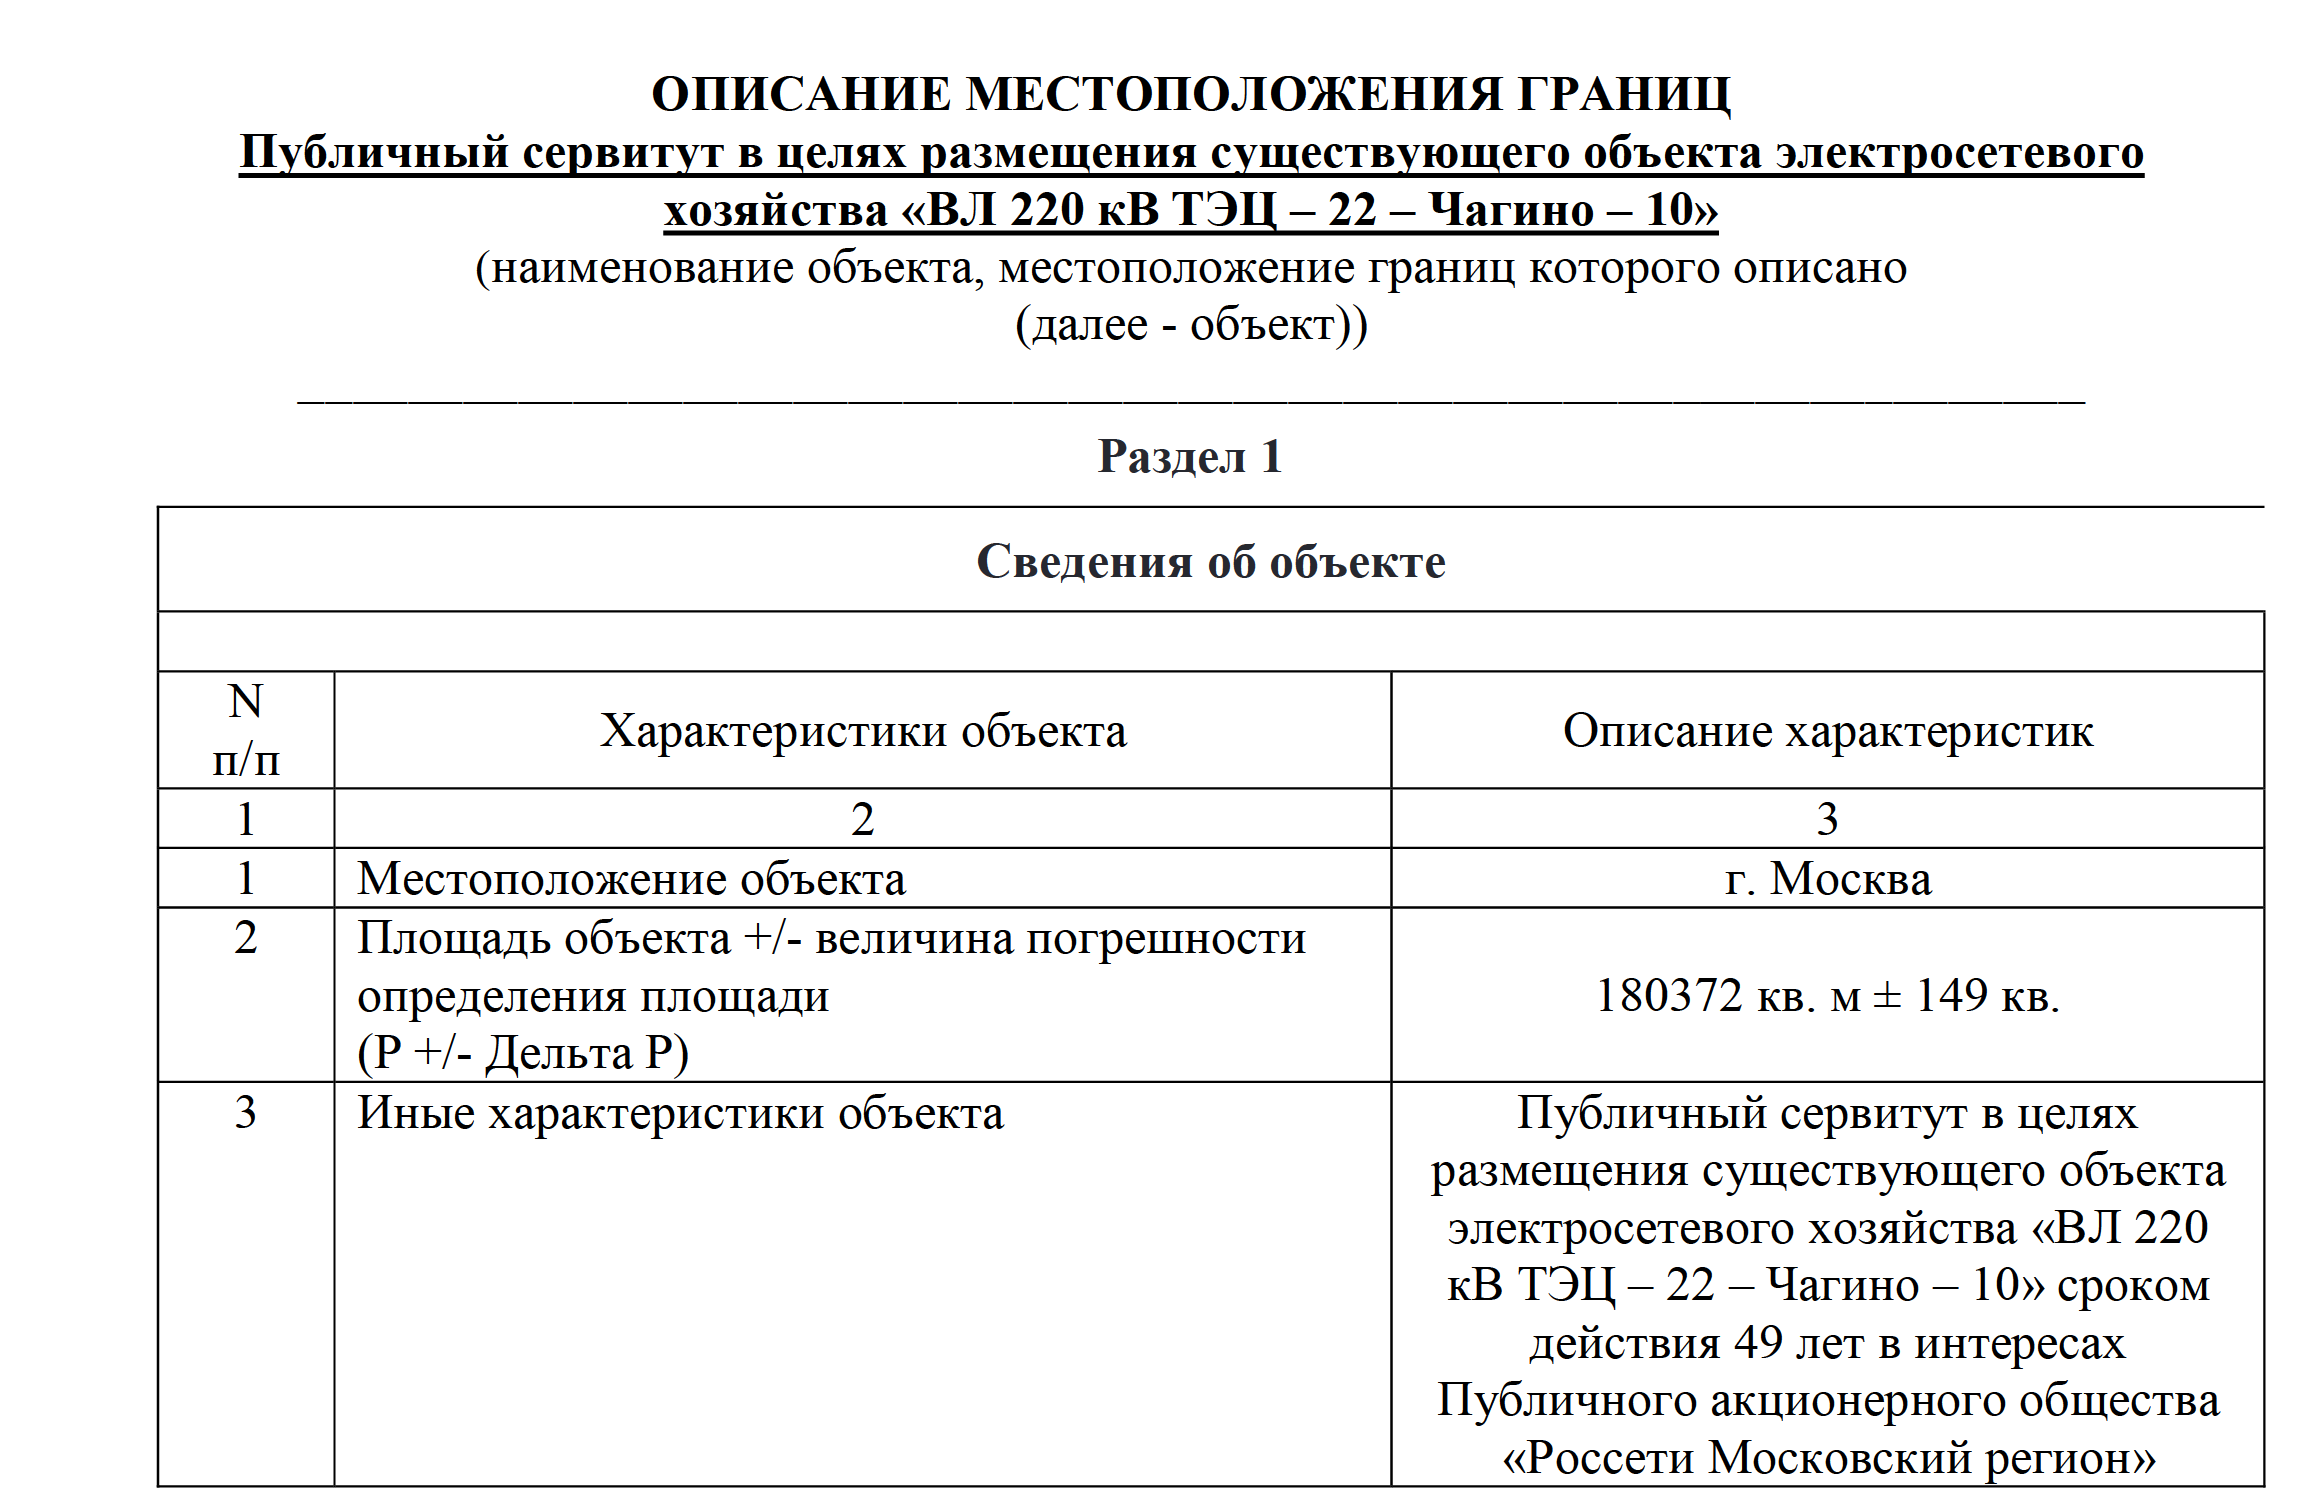 ОПИСАНИЕ МЕСТОПОЛОЖЕНИЯ ГРАНИЦ
Публичный сервитут в целях размещения существующего объекта электросетевого
хозяйства «ВЛ 220 кВ ТЭЦ – 22 – Чагино – 10»
(наименование объекта, местоположение границ которого описано
(далее - объект))
_________________________________________________________________
Раздел 1
Сведения об объекте
N
п/п
Характеристики объекта
Описание характеристик
1
2
3
1
Местоположение объекта
г. Москва
2
Площадь объекта +/- величина погрешности
определения площади
(P +/- Дельта P)
180372 кв. м ± 149 кв.
3
Иные характеристики объекта
Публичный сервитут в целях
размещения существующего объекта
электросетевого хозяйства «ВЛ 220
кВ ТЭЦ – 22 – Чагино – 10» сроком
действия 49 лет в интересах
Публичного акционерного общества
«Россети Московский регион»